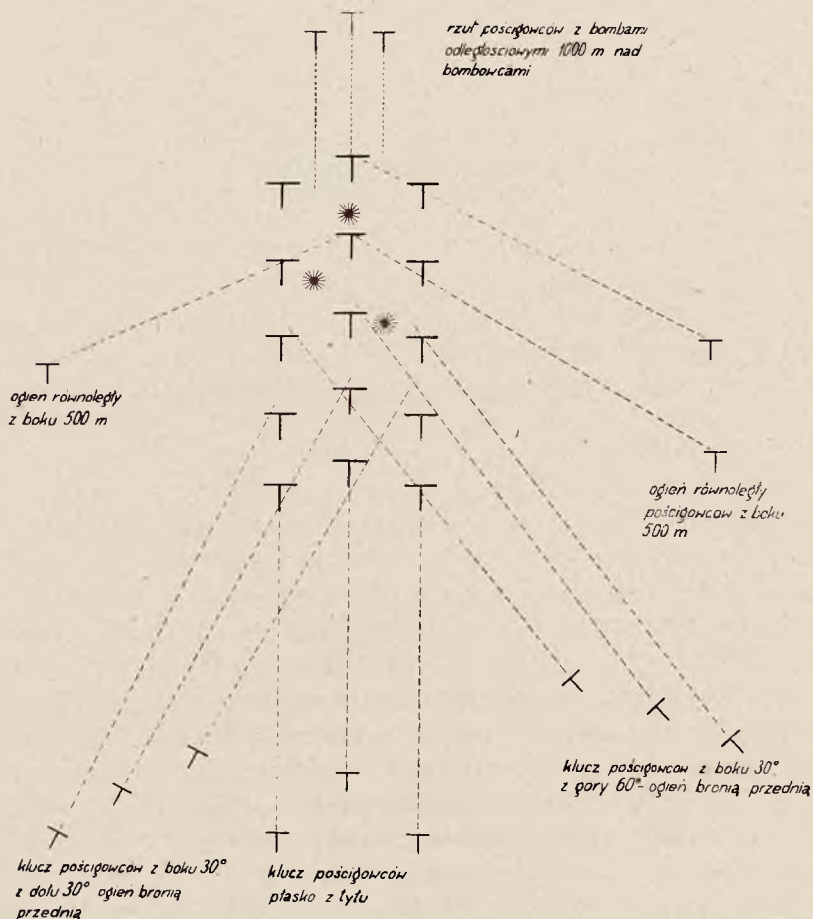 rzut pościgowców z bombami
odległościowymi 1000 m nad
bombowcami
ogień równoległy
z boku 500 m
ogień równoległy
pościgowców z boku
500 m
klucz pościgowców z boku 30°
z góry 60°- ogień bronią przednią
klucz pościgowców z boku 30°
z dołu 30° ogień bronią
przednią
klucz pościgowców
płasko z tyłu